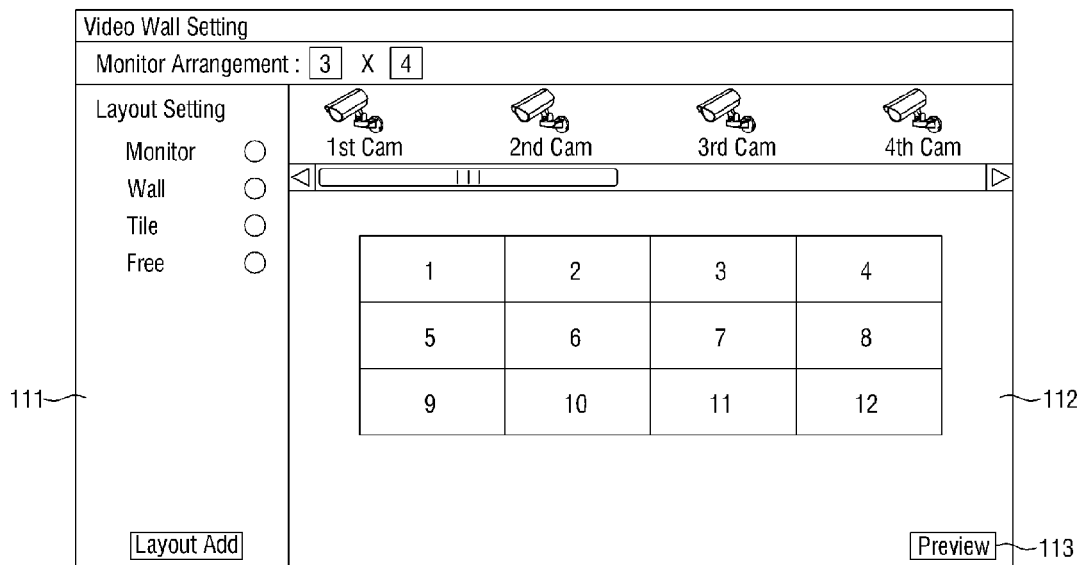 Video Wall Setting
Monitor Arrangement : 3 X 4
Layout Setting
Monitor
Wall
Tile
Free
1st Cam 2nd Cam 3rd Cam 4th Cam
1 2 3 4
5 6 7 8
9 10 11 12
111
112
Layout Add
Preview
113